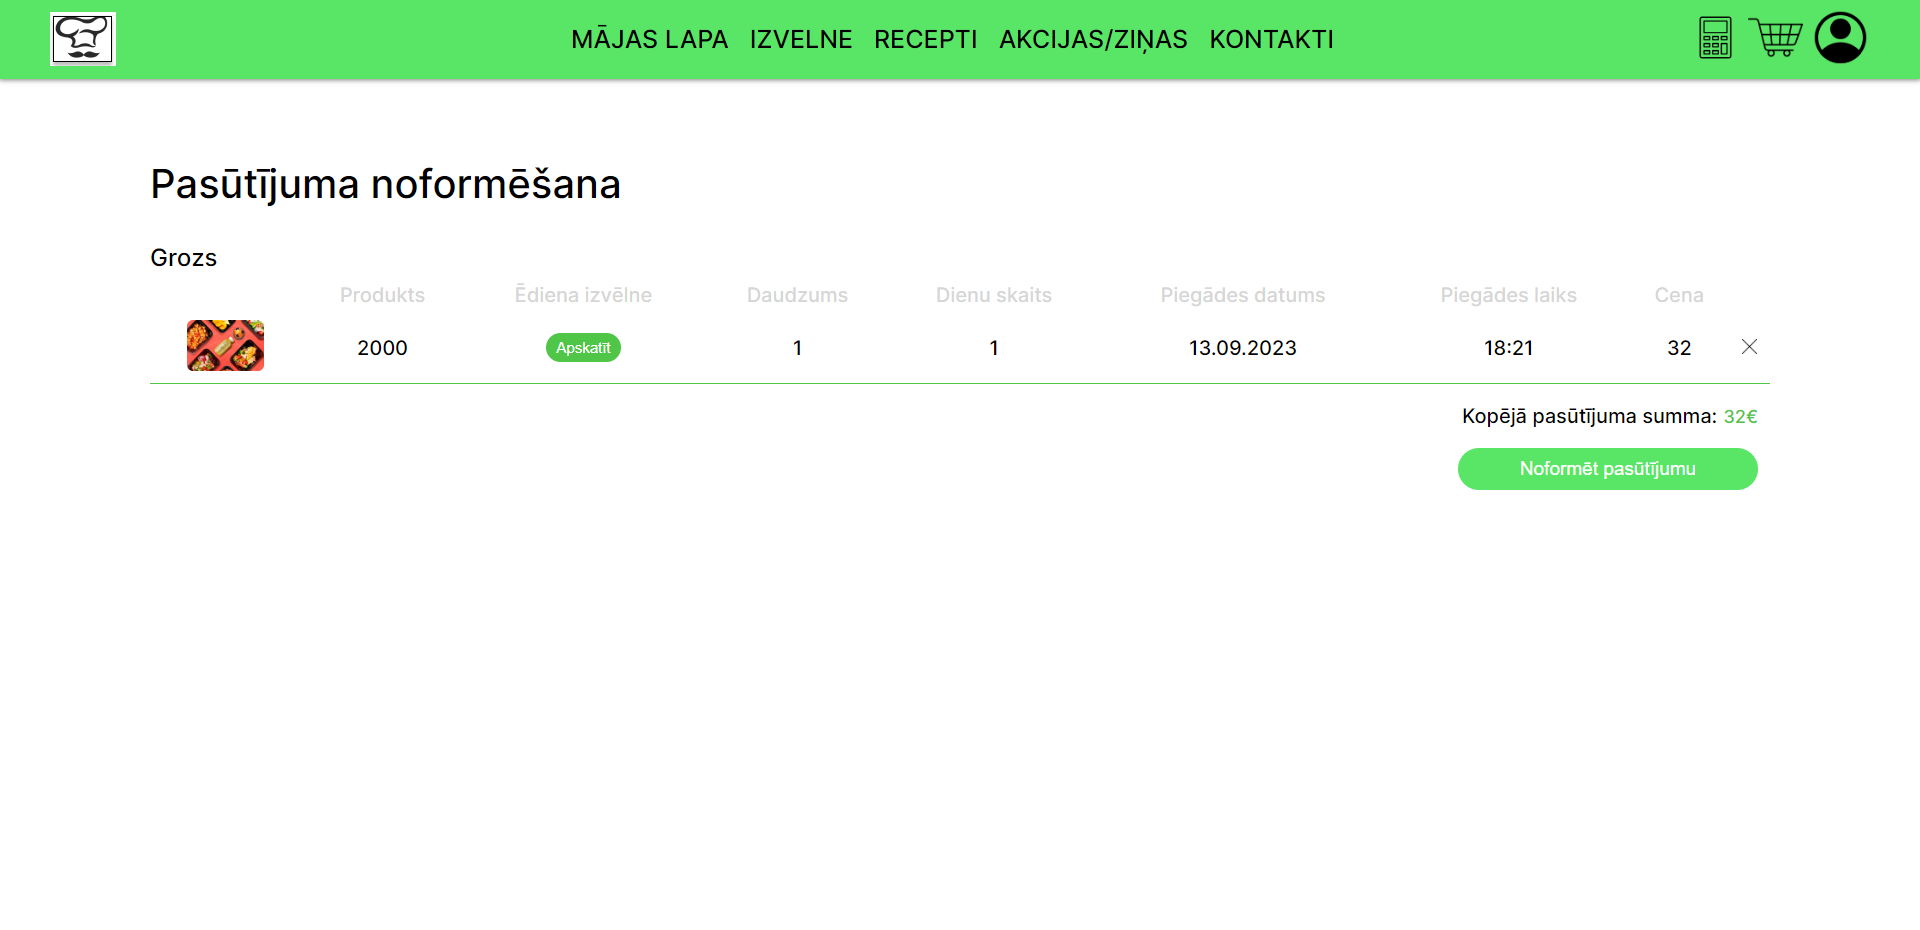 MĀJAS LAPA IZVELNE RECEPTI AKCIJAS/ZIŅAS KONTAKTI
Pasūtījuma noformēšana
Grozs
Produkts Ēdiena izvēlne Daudzums Dienu skaits Piegādes datums Piegādes laiks Cena
2000 Apskatīt 1 1 13.09.2023 18:21 32
Kopējā pasūtījuma summa: 32€
Noformēt pasūtījumu